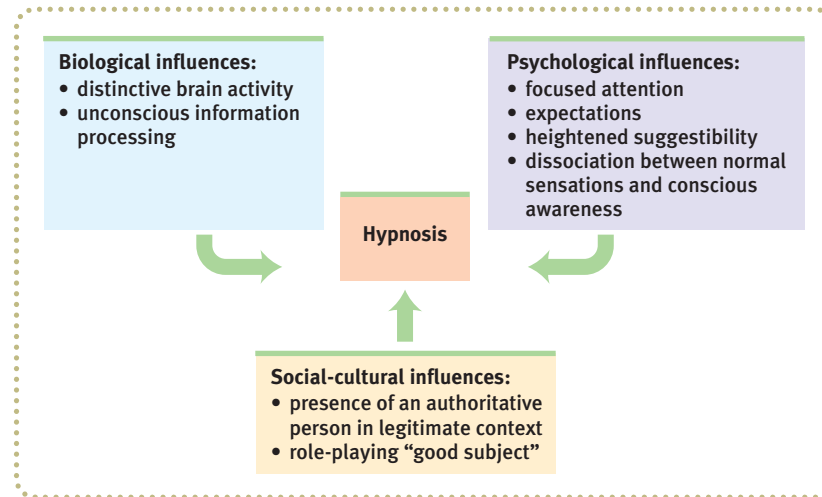 Biological influences:
• distinctive brain activity
• unconscious information
processing
Psychological influences:
• focused attention
• expectations
• heightened suggestibility
• dissociation between normal
sensations and conscious
awareness
Hypnosis
Social-cultural influences:
• presence of an authoritative
person in legitimate context
• role-playing “good subject”